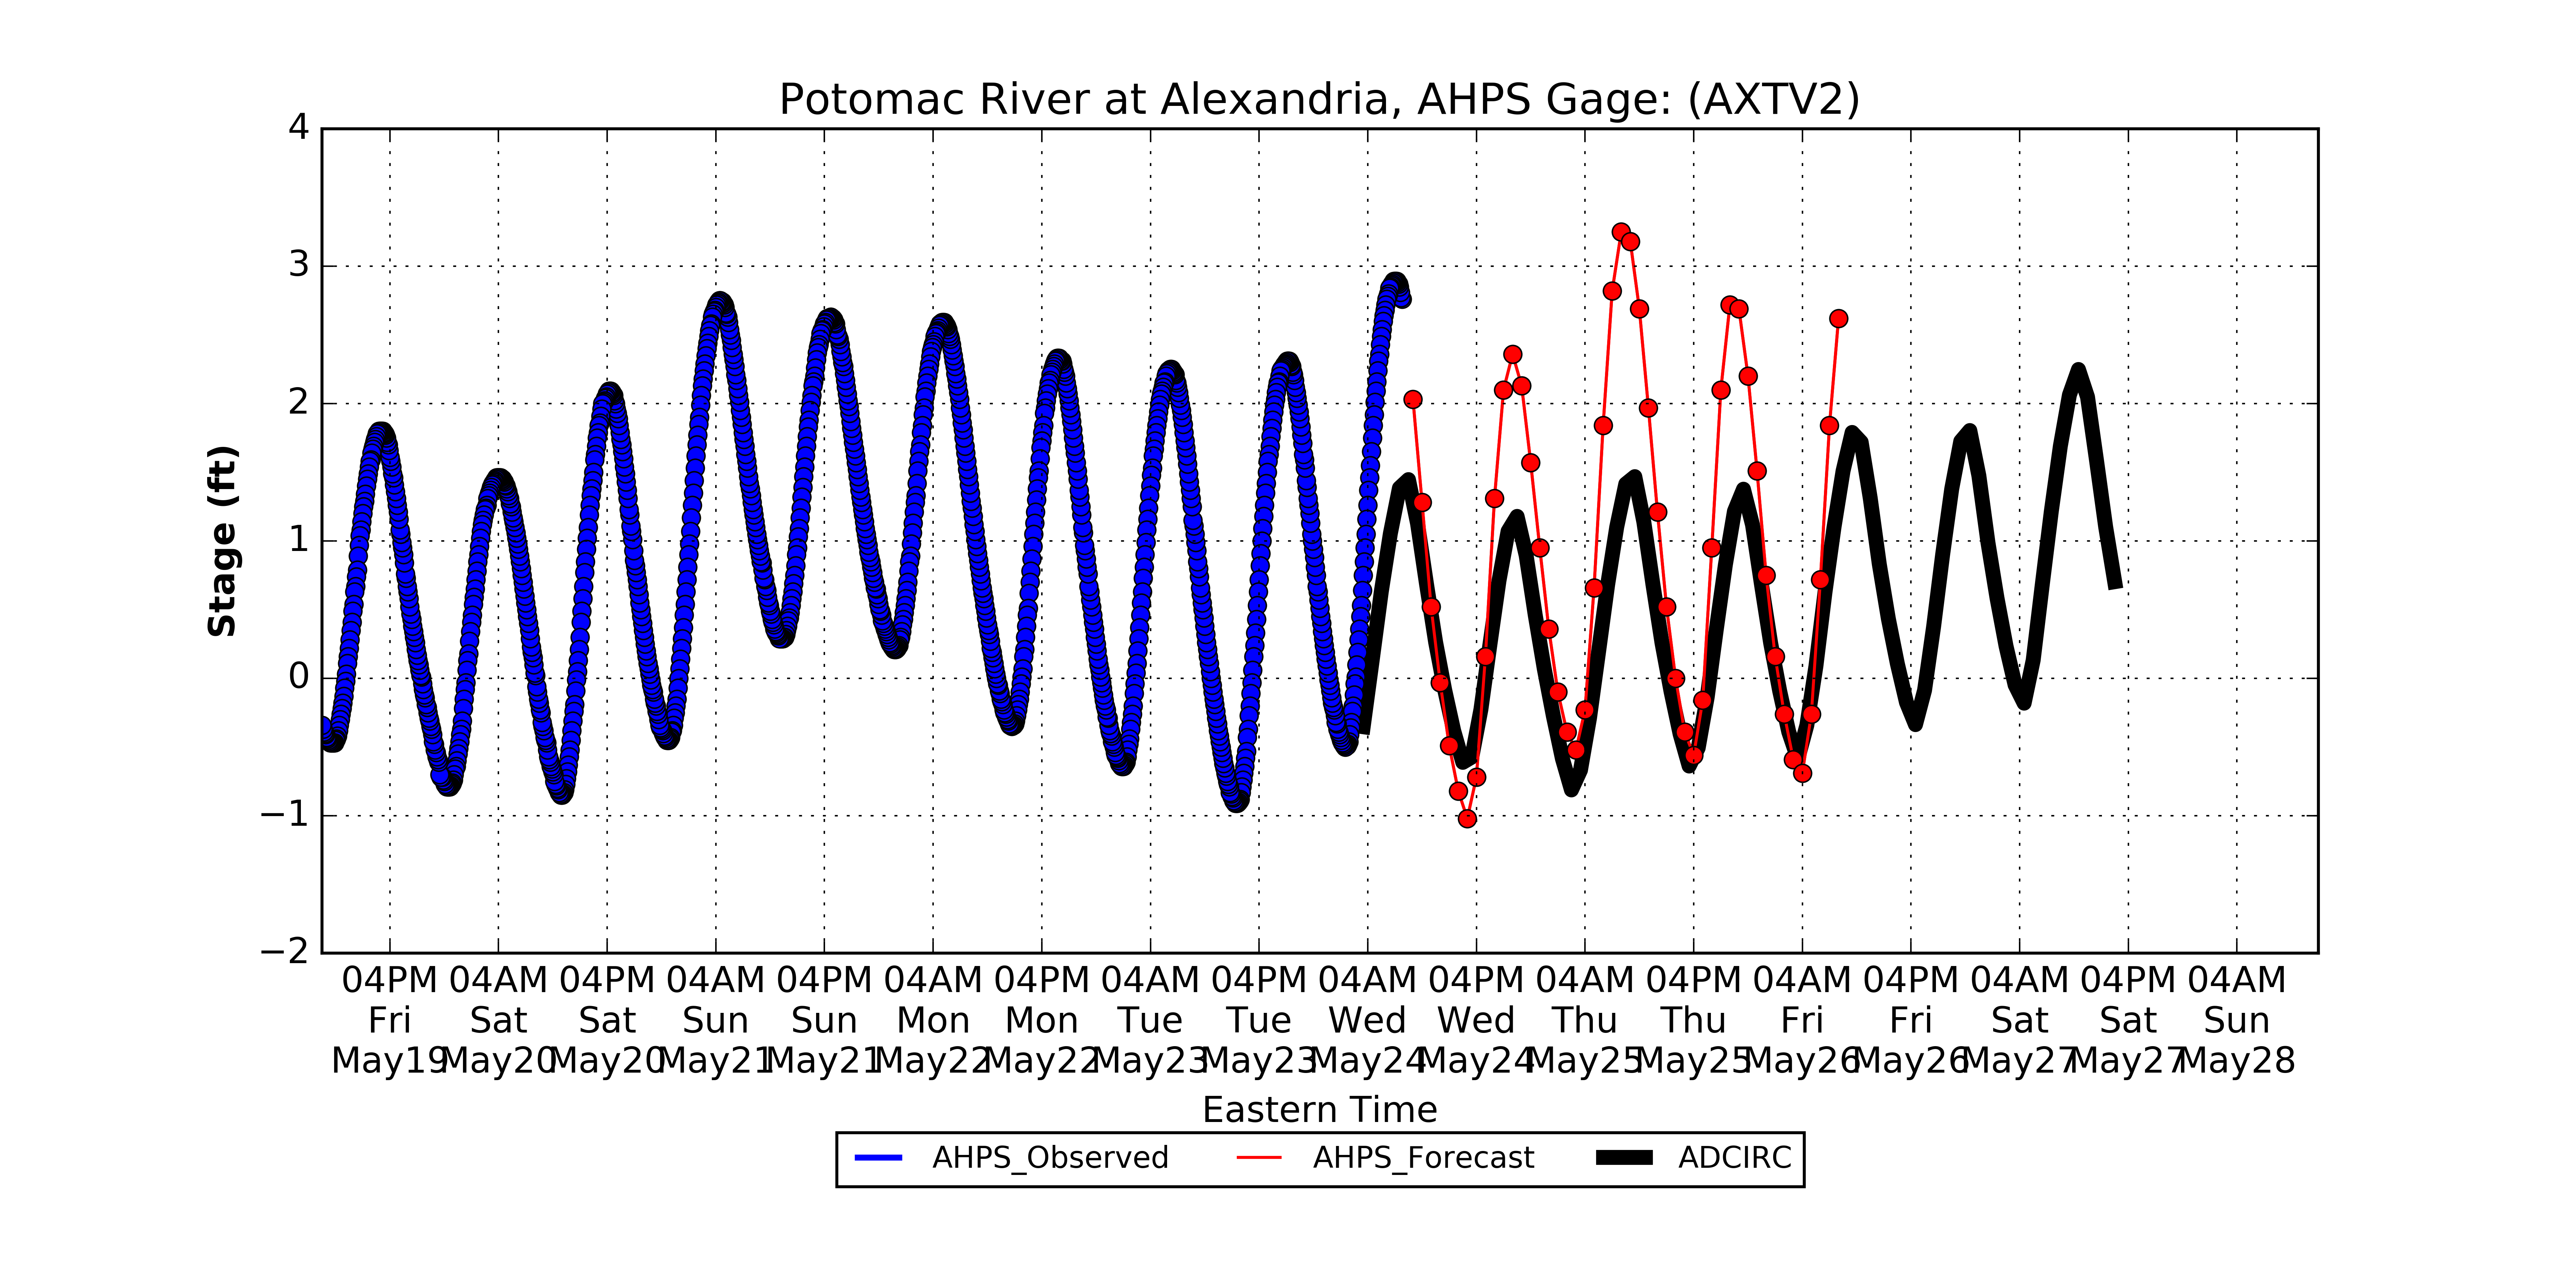 Potomac River at Alexandria, AHPS Gage: (AXTV2)
4
3
2
1
0
−1
−2
Stage (ft)
04PM 04AM 04PM 04AM 04PM 04AM 04PM 04AM 04PM 04AM 04PM 04AM 04PM 04AM 04PM 04AM 04PM 04AM
Fri Sat Sat Sun Sun Mon Mon Tue Tue Wed Wed Thu Thu Fri Fri Sat Sat Sun
May19 May20 May20 May21 May21 May22 May22 May23 May23 May24 May24 May25 May25 May26 May26 May27 May27 May28
Eastern Time
AHPS_Observed AHPS_Forecast ADCIRC